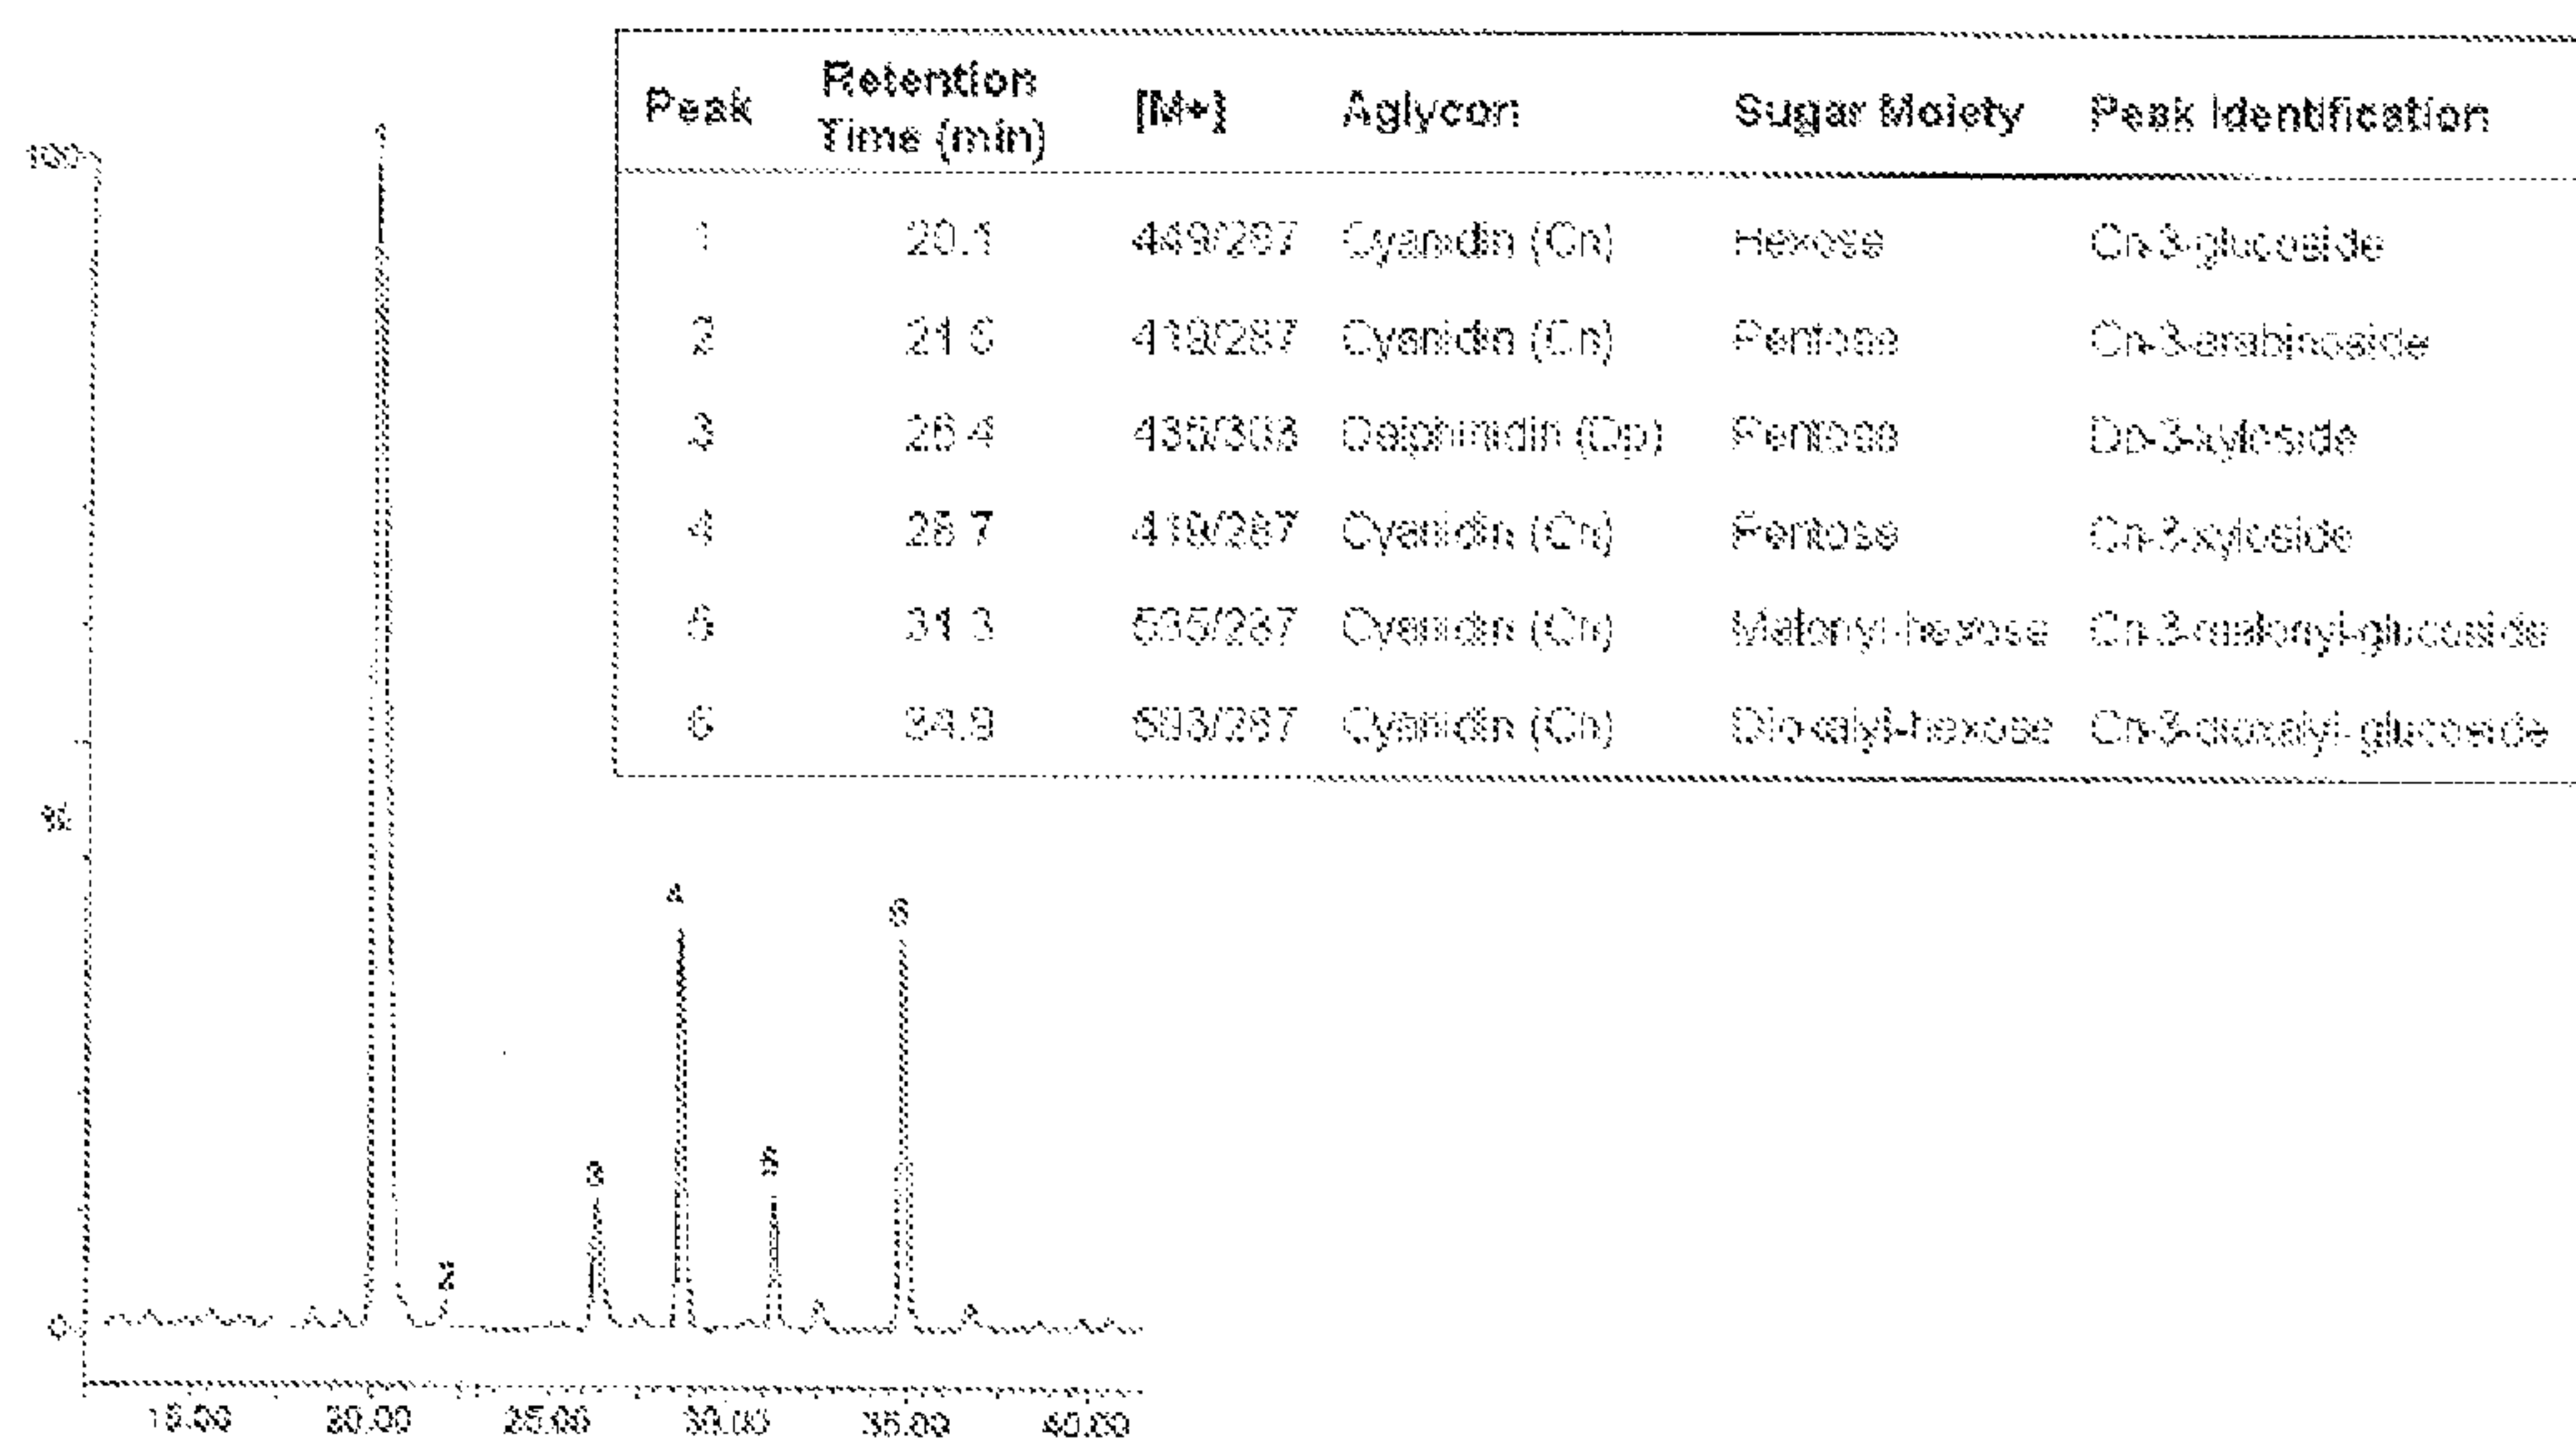 Peak Retention Time (min) [M+] Aglycon Sugar Moiety Peak Identification
1 20.1 449/287 Cyanidin (Cn) Hexose Cn-3-glucoside
2 419/287 Cyanidin (Cn) Pentose Cn-3-arabinoside
3 26.4 435/303 Delphinidin (Dp) Pentose Dp-3-xyloside
4 28.7 419/287 Cyanidin (Cn) Pentose Cn-3-xyloside
5 31.3 535/287 Cyanidin (Cn) Malonyl-hexose Cn-3-malonyl-glucoside
6 34.9 593/287 Cyanidin (Cn) Dioxalyl-hexose Cn-3-dioxalyl-glucoside
100
%
0
1
2
3
4
5
6
15.00 20.00 25.00 30.00 35.00 40.00